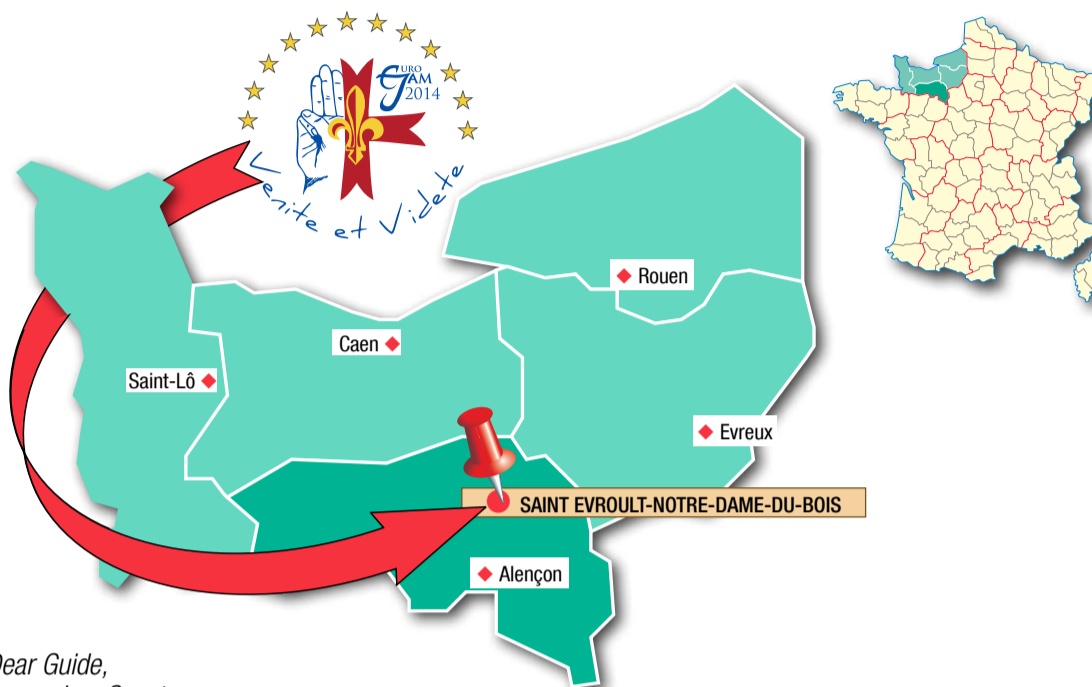 EURO
JAM
2014
Venite et Videte
Rouen
Caen
Saint-Lô
Evreux
SAINT EVROULT-NOTRE-DAME-DU-BOIS
Alençon
Dear Guide,